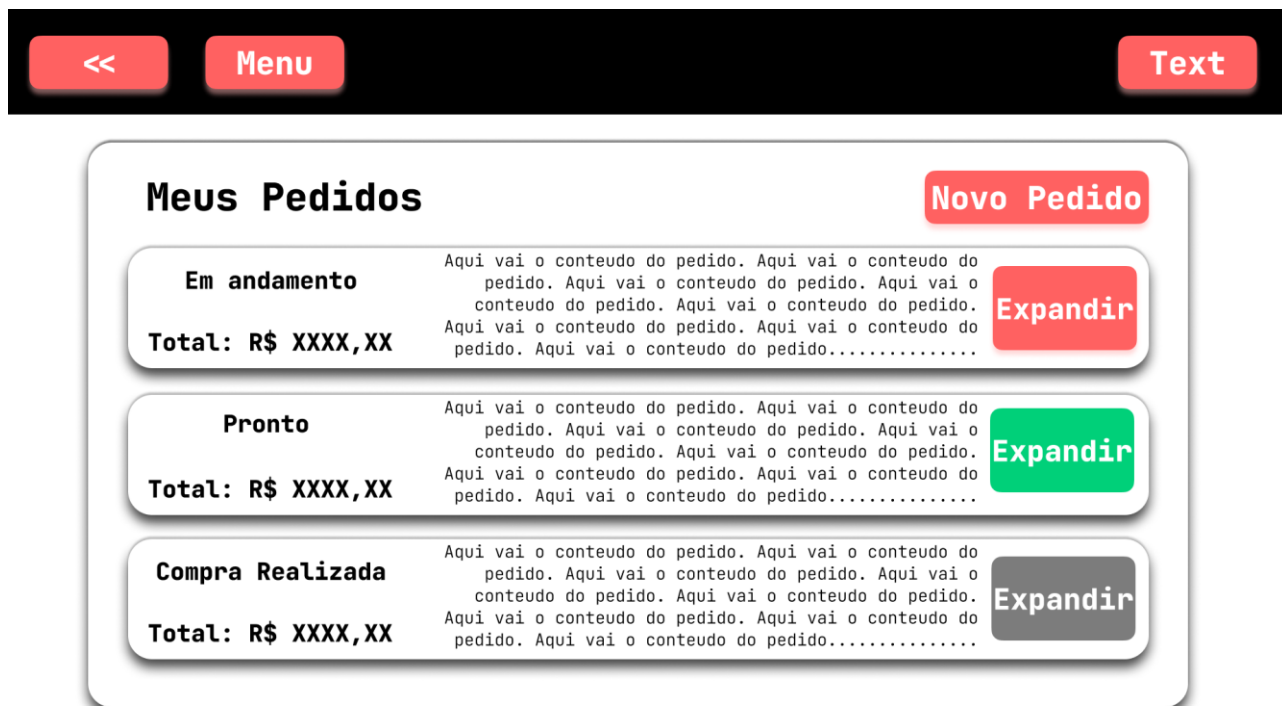 <<
Menu
Text
Meus Pedidos
Novo Pedido
Em andamento
Total: R$ XXXX,XX
Aqui vai o conteudo do pedido. Aqui vai o conteudo do
pedido. Aqui vai o conteudo do pedido. Aqui vai o
conteudo do pedido. Aqui vai o conteudo do pedido.
Aqui vai o conteudo do pedido. Aqui vai o conteudo do
pedido. Aqui vai o conteudo do pedido...............
Expandir
Pronto
Total: R$ XXXX,XX
Aqui vai o conteudo do pedido. Aqui vai o conteudo do
pedido. Aqui vai o conteudo do pedido. Aqui vai o
conteudo do pedido. Aqui vai o conteudo do pedido.
Aqui vai o conteudo do pedido. Aqui vai o conteudo do
pedido. Aqui vai o conteudo do pedido...............
Expandir
Compra Realizada
Total: R$ XXXX,XX
Aqui vai o conteudo do pedido. Aqui vai o conteudo do
pedido. Aqui vai o conteudo do pedido. Aqui vai o
conteudo do pedido. Aqui vai o conteudo do pedido.
Aqui vai o conteudo do pedido. Aqui vai o conteudo do
pedido. Aqui vai o conteudo do pedido...............
Expandir